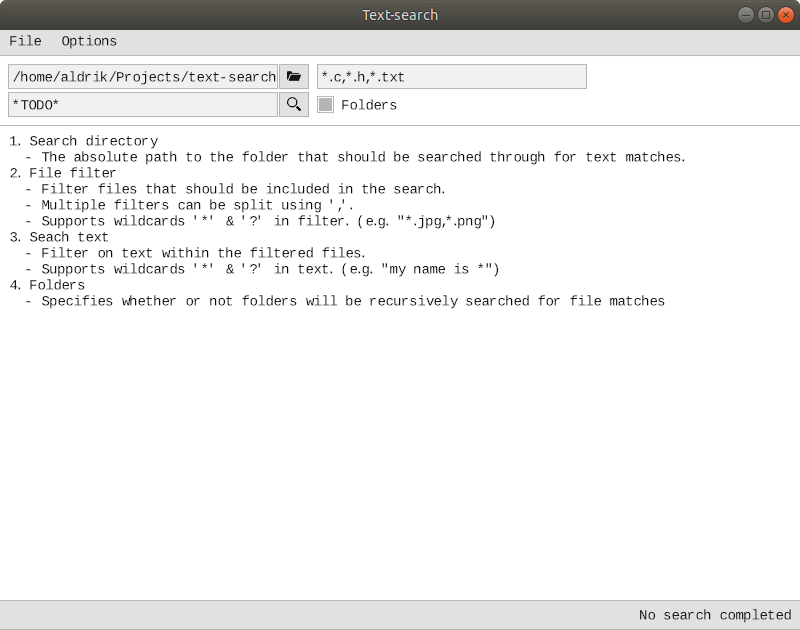 Text-search
File Options
/home/aldrik/Projects/text-search *.c,*.h,*.txt
*TODO* Folders
1. Search directory
- The absolute path to the folder that should be searched through for text matches.
2. File filter
- Filter files that should be included in the search.
- Multiple filters can be split using ','.
- Supports wildcards '*' & '?' in filter. (e.g. "*.jpg,*.png")
3. Seach text
- Filter on text within the filtered files.
- Supports wildcards '*' & '?' in text. (e.g. "my name is *")
4. Folders
- Specifies whether or not folders will be recursively searched for file matches
No search completed